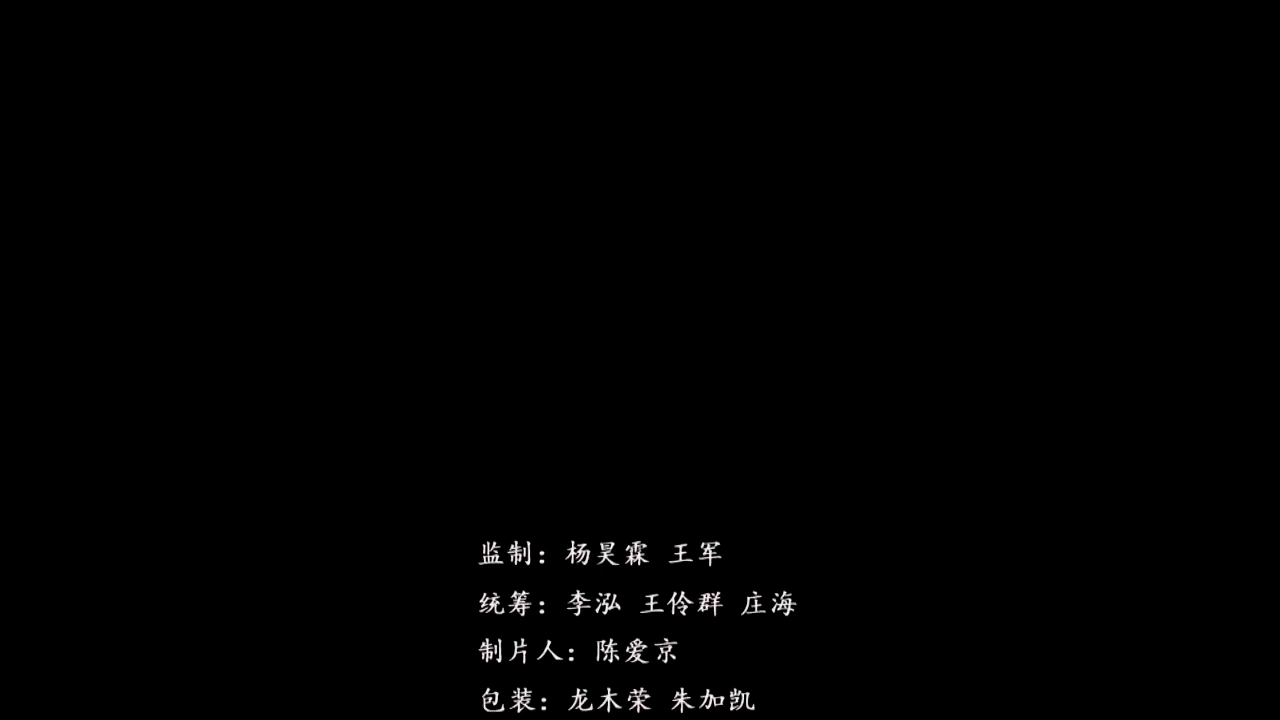 监制：杨昊霖 王军
统筹：李泓 王伶群 庄海
制片人：陈爱京
包装：龙木荣 朱加凯